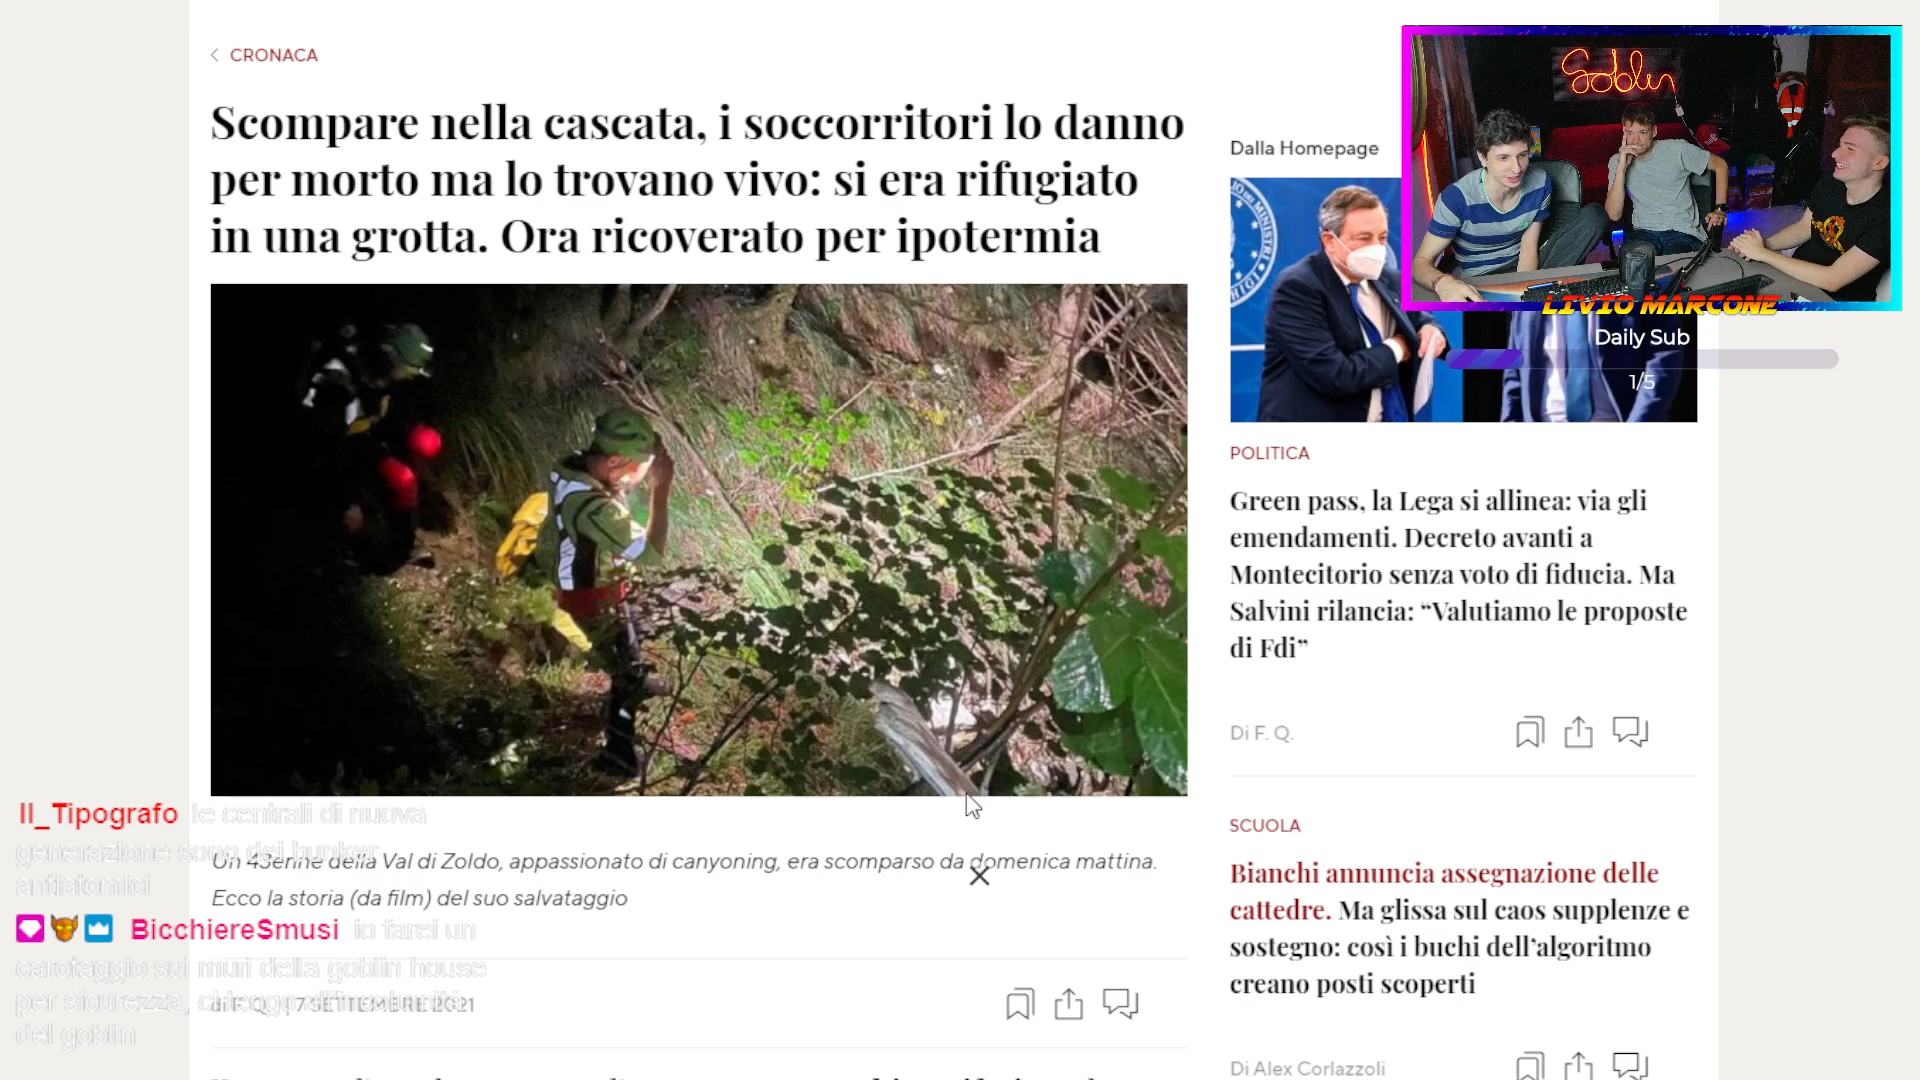 CRONACA
Scompare nella cascata, i soccorritori lo danno
per morto ma lo trovano vivo: si era rifugiato
in una grotta. Ora ricoverato per ipotermia
Un 43enne della Val di Zoldo, appassionato di canyoning, era scomparso da domenica mattina.
Ecco la storia (da film) del suo salvataggio
di F. Q. | 7 SETTEMBRE 2021
Dalla Homepage
POLITICA
Green pass, la Lega si allinea: via gli
emendamenti. Decreto avanti a
Montecitorio senza voto di fiducia. Ma
Salvini rilancia: “Valutiamo le proposte
di Fdi”
Di F. Q.
SCUOLA
Bianchi annuncia assegnazione delle
cattedre. Ma glissa sul caos supplenze e
sostegno: così i buchi dell’algoritmo
creano posti scoperti
Di Alex Corlazzoli
Goblin
LIVIO MARCONE
Daily Sub
1/5
Il_Tipografo le centrali di nuova
generazione sono dei bunker
antiatomici
BicchiereSmusi io farei un
carotaggio sui muri della goblin house
per sicurezza,
del goblin